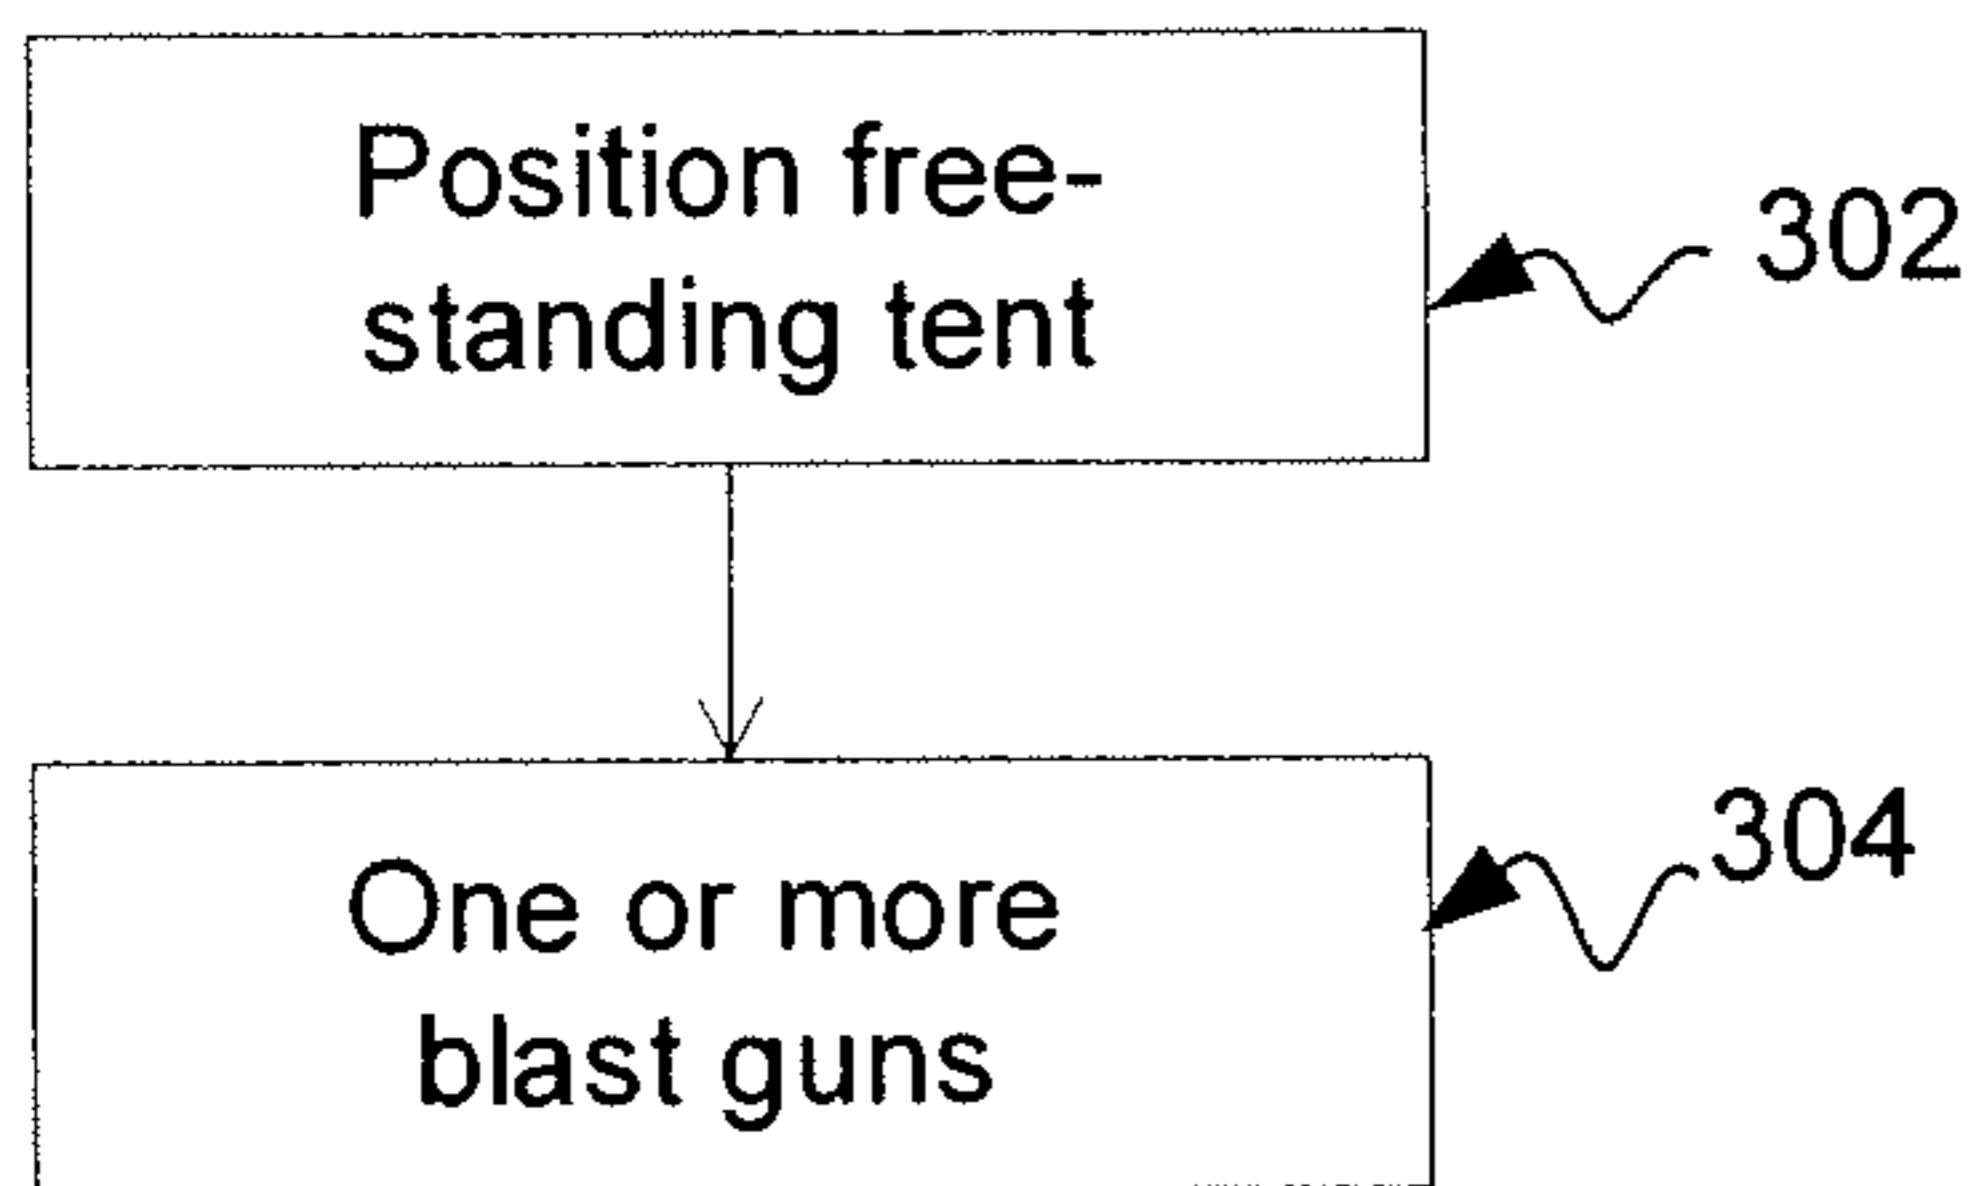 Position free-
standing tent
302
One or more
blast guns
304